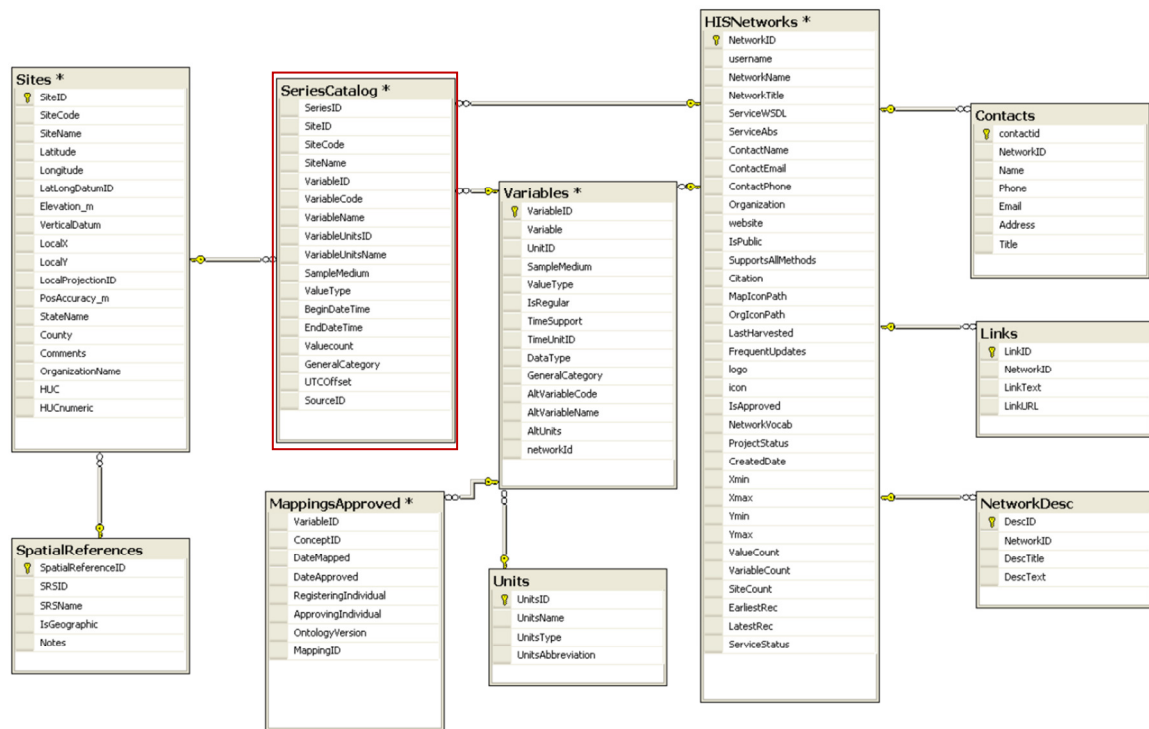 Sites *
SiteID
SiteCode
SiteName
Latitude
Longitude
LatLongDatumID
Elevation_m
VerticalDatum
LocalX
LocalY
LocalProjectionID
PosAccuracy_m
StateName
County
Comments
OrganizationName
HUC
HUCnumeric
SpatialReferences
SpatialReferenceID
SRSID
SRSName
IsGeographic
Notes
SeriesCatalog *
SeriesID
SiteID
SiteCode
SiteName
VariableID
VariableCode
VariableName
VariableUnitsID
VariableUnitsName
SampleMedium
ValueType
BeginDateTime
EndDateTime
Valuecount
GeneralCategory
UTCOffset
SourceID
MappingsApproved *
VariableID
ConceptID
DateMapped
DateApproved
RegisteringIndividual
ApprovingIndividual
OntologyVersion
MappingID
Variables *
VariableID
Variable
UnitID
SampleMedium
ValueType
IsRegular
TimeSupport
TimeUnitID
DataType
GeneralCategory
AltVariableCode
AltVariableName
AltUnits
networkId
Units
UnitsID
UnitsName
UnitsType
UnitsAbbreviation
HISNetworks *
NetworkID
username
NetworkName
NetworkTitle
ServiceWSDL
ServiceAbs
ContactName
ContactEmail
ContactPhone
Organization
website
IsPublic
SupportsAllMethods
Citation
MapIconPath
OrgIconPath
LastHarvested
FrequentUpdates
logo
icon
IsApproved
NetworkVocab
ProjectStatus
CreatedDate
Xmin
Xmax
Ymin
Ymax
ValueCount
VariableCount
SiteCount
EarliestRec
LatestRec
ServiceStatus
Contacts
contactid
NetworkID
Name
Phone
Email
Address
Title
Links
LinkID
NetworkID
LinkText
LinkURL
NetworkDesc
DescID
NetworkID
DescTitle
DescText